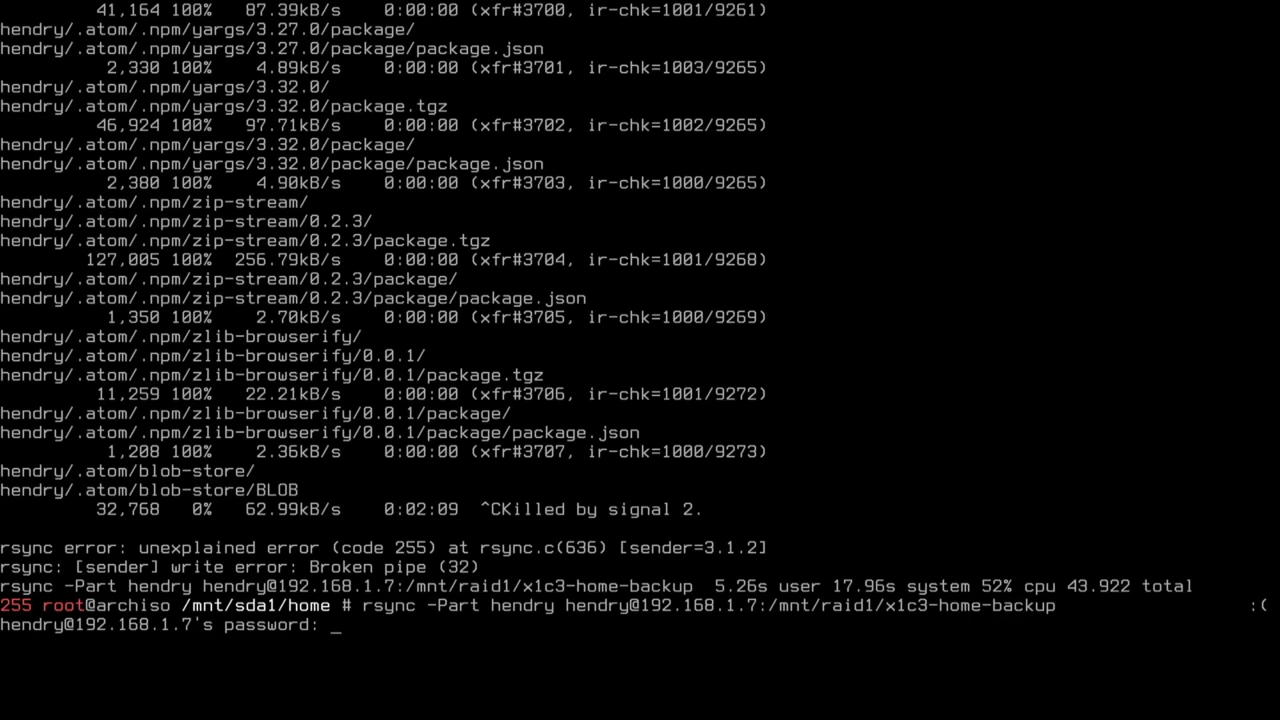 41,164 100%   87.39kB/s    0:00:00 (xfr#3700, ir-chk=1001/9261)
hendry/.atom/.npm/yargs/3.27.0/package/
hendry/.atom/.npm/yargs/3.27.0/package/package.json
2,330 100%    4.89kB/s    0:00:00 (xfr#3701, ir-chk=1003/9265)
hendry/.atom/.npm/yargs/3.32.0/
hendry/.atom/.npm/yargs/3.32.0/package.tgz
46,924 100%   97.71kB/s    0:00:00 (xfr#3702, ir-chk=1002/9265)
hendry/.atom/.npm/yargs/3.32.0/package/
hendry/.atom/.npm/yargs/3.32.0/package/package.json
2,380 100%    4.90kB/s    0:00:00 (xfr#3703, ir-chk=1000/9265)
hendry/.atom/.npm/zip-stream/
hendry/.atom/.npm/zip-stream/0.2.3/
hendry/.atom/.npm/zip-stream/0.2.3/package.tgz
127,005 100%  256.79kB/s    0:00:00 (xfr#3704, ir-chk=1001/9268)
hendry/.atom/.npm/zip-stream/0.2.3/package/
hendry/.atom/.npm/zip-stream/0.2.3/package/package.json
1,350 100%    2.70kB/s    0:00:00 (xfr#3705, ir-chk=1000/9269)
hendry/.atom/.npm/zlib-browserify/
hendry/.atom/.npm/zlib-browserify/0.0.1/
hendry/.atom/.npm/zlib-browserify/0.0.1/package.tgz
11,259 100%   22.21kB/s    0:00:00 (xfr#3706, ir-chk=1001/9272)
hendry/.atom/.npm/zlib-browserify/0.0.1/package/
hendry/.atom/.npm/zlib-browserify/0.0.1/package/package.json
1,208 100%    2.36kB/s    0:00:00 (xfr#3707, ir-chk=1000/9273)
hendry/.atom/blob-store/
hendry/.atom/blob-store/BLOB
32,768   0%   62.99kB/s    0:02:09  ^CKilled by signal 2.
rsync error: unexplained error (code 255) at rsync.c(636) [sender=3.1.2]
rsync: [sender] write error: Broken pipe (32)
rsync -Part hendry hendry@192.168.1.7:/mnt/raid1/x1c3-home-backup  5.26s user 17.96s system 52% cpu 43.922 total
255 root@archiso /mnt/sda1/home # rsync -Part hendry hendry@192.168.1.7:/mnt/raid1/x1c3-home-backup :(
hendry@192.168.1.7's password: _